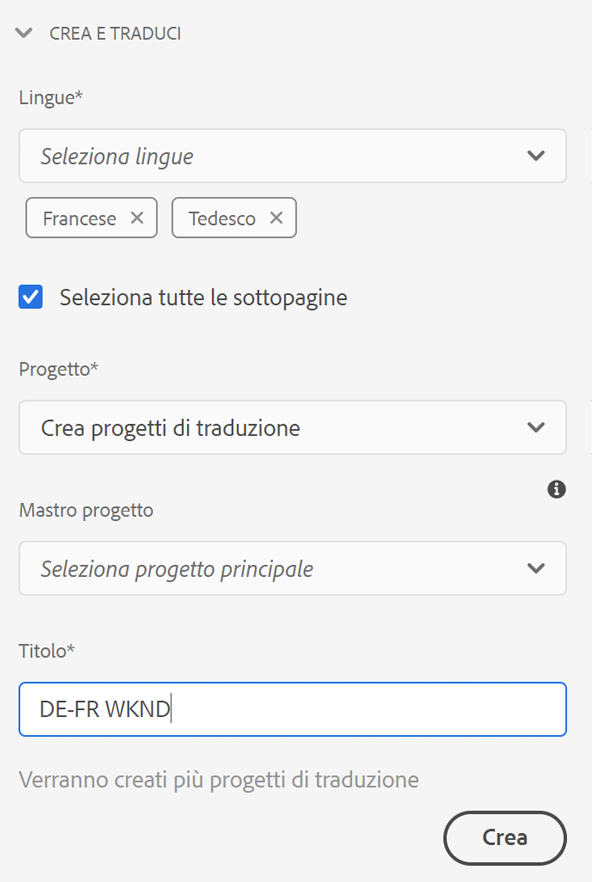 CREA E TRADUCI
Lingue*
Seleziona lingue
Francese
Tedesco
Seleziona tutte le sottopagine
Progetto*
Crea progetti di traduzione
Mastro progetto
Seleziona progetto principale
Titolo*
DE-FR WKND
Verranno creati più progetti di traduzione
Crea